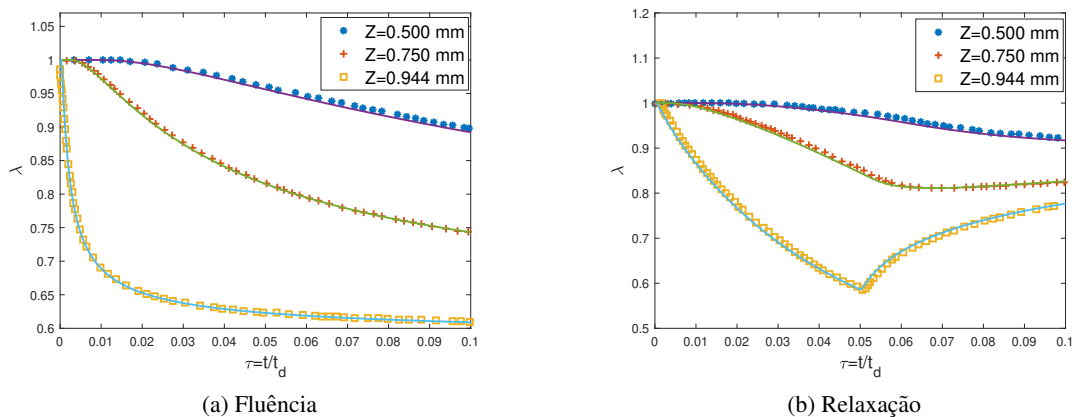 1.05
1
0.95
0.9
0.85
0.8
0.75
0.7
0.65
0.6
λ
0 0.01 0.02 0.03 0.04 0.05 0.06 0.07 0.08 0.09 0.1
τ=t/t_d
Z=0.500 mm
Z=0.750 mm
Z=0.944 mm
(a) Fluência
1.2
1.1
1
0.9
0.8
0.7
0.6
0.5
λ
0 0.01 0.02 0.03 0.04 0.05 0.06 0.07 0.08 0.09 0.1
τ=t/t_d
Z=0.500 mm
Z=0.750 mm
Z=0.944 mm
(b) Relaxação